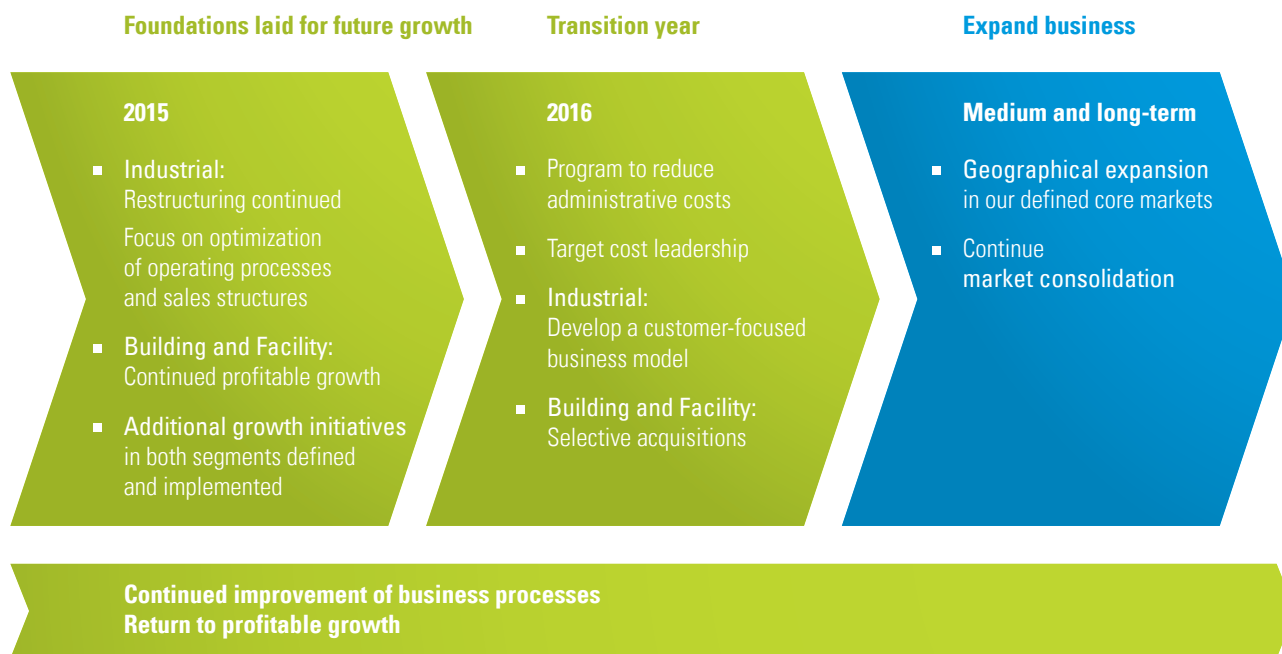 Foundations laid for future growth
2015
Industrial:
Restructuring continued
Focus on optimization
of operating processes
and sales structures
Building and Facility:
Continued profitable growth
Additional growth initiatives
in both segments defined
and implemented
Transition year
2016
Program to reduce
administrative costs
Target cost leadership
Industrial:
Develop a customer-focused
business model
Building and Facility:
Selective acquisitions
Expand business
Medium and long-term
Geographical expansion
in our defined core markets
Continue
market consolidation
Continued improvement of business processes
Return to profitable growth